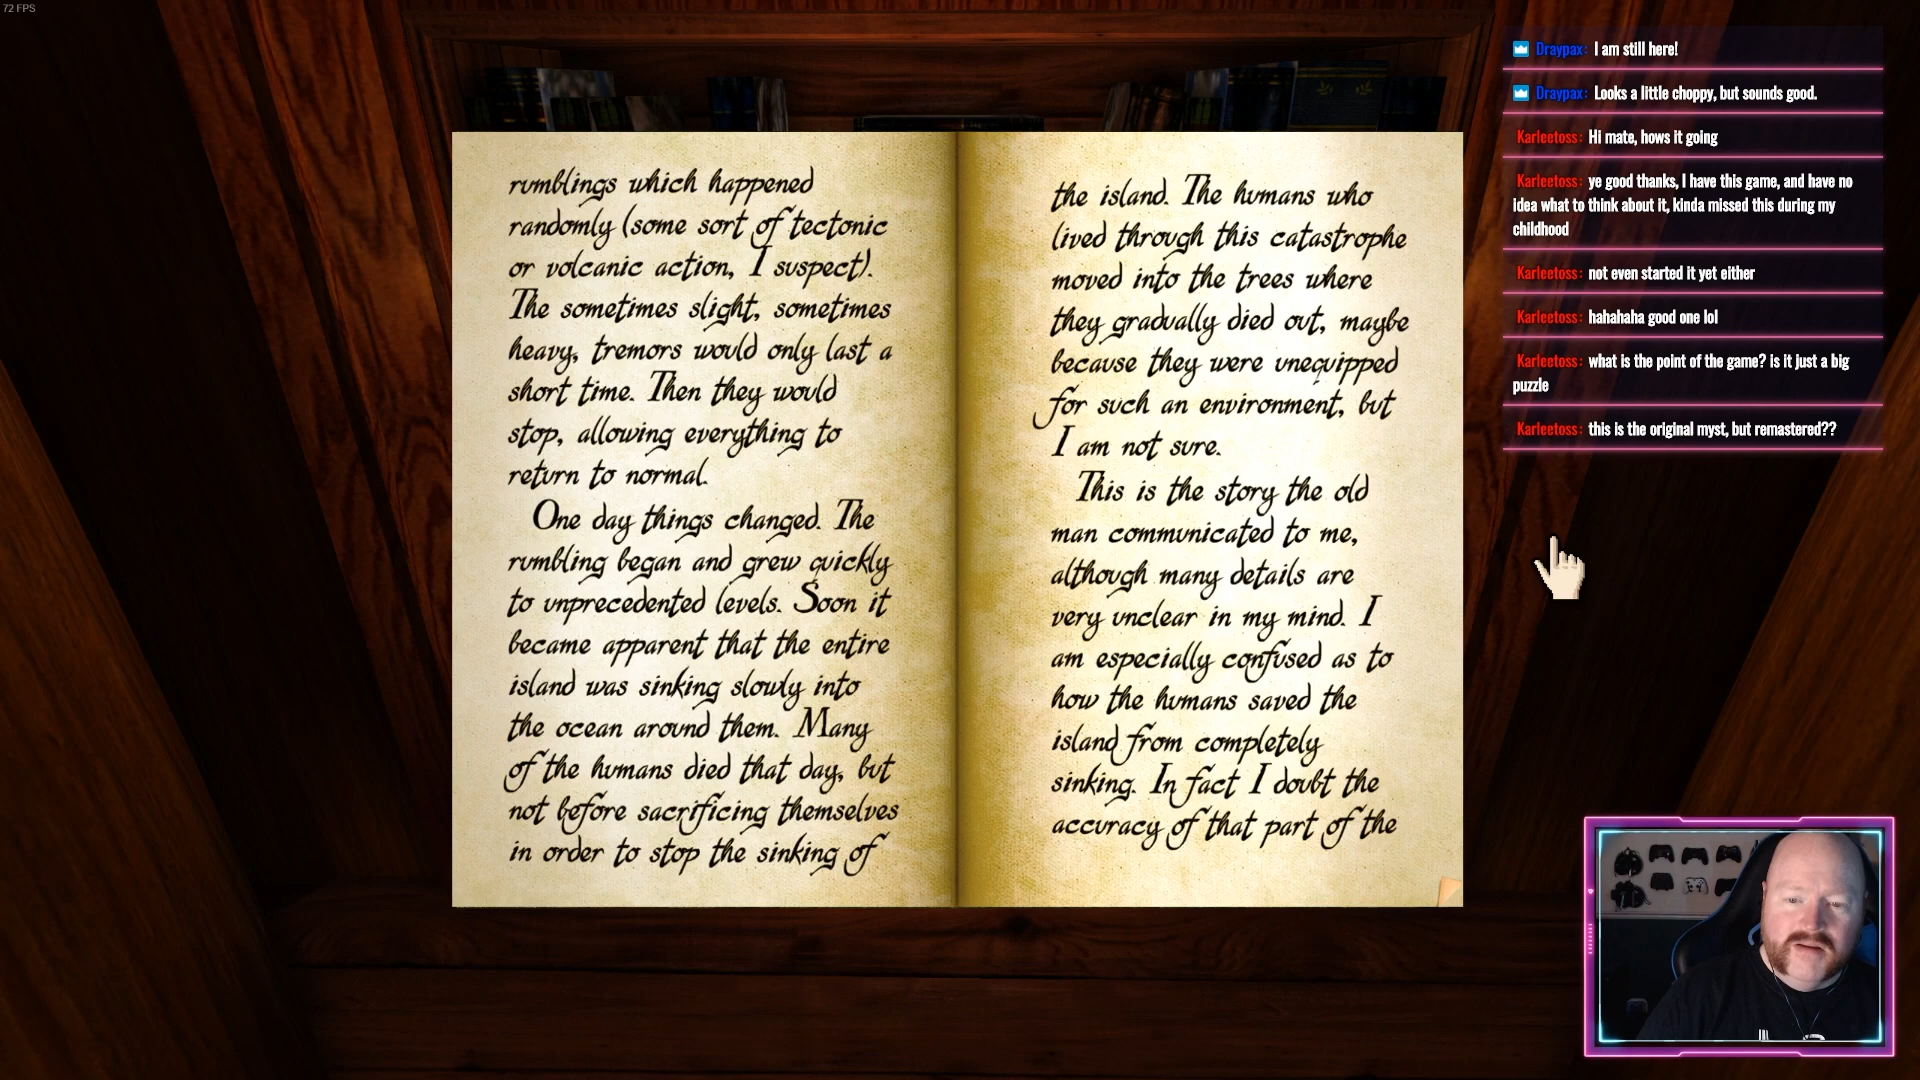 72 FPS
rumblings which happened
randomly (some sort of tectonic
or volcanic action, I suspect).
The sometimes slight, sometimes
heavy, tremors would only last a
short time. Then they would
stop, allowing everything to
return to normal.
One day things changed. The
rumbling began and grew quickly
to unprecedented levels. Soon it
became apparent that the entire
island was sinking slowly into
the ocean around them. Many
of the humans died that day, but
not before sacrificing themselves
in order to stop the sinking of
the island. The humans who
lived through this catastrophe
moved into the trees where
they gradually died out, maybe
because they were unequipped
for such an environment, but
I am not sure.
This is the story the old
man communicated to me,
although many details are
very unclear in my mind. I
am especially confused as to
how the humans saved the
island from completely
sinking. In fact I doubt the
accuracy of that part of the
Draypax: I am still here!
Draypax: Looks a little choppy, but sounds good.
Karleetoss: Hi mate, hows it going
Karleetoss: ye good thanks, I have this game, and have no
idea what to think about it, kinda missed this during my
childhood
Karleetoss: not even started it yet either
Karleetoss: hahahaha good one lol
Karleetoss: what is the point of the game? is it just a big
puzzle
Karleetoss: this is the original myst, but remastered??